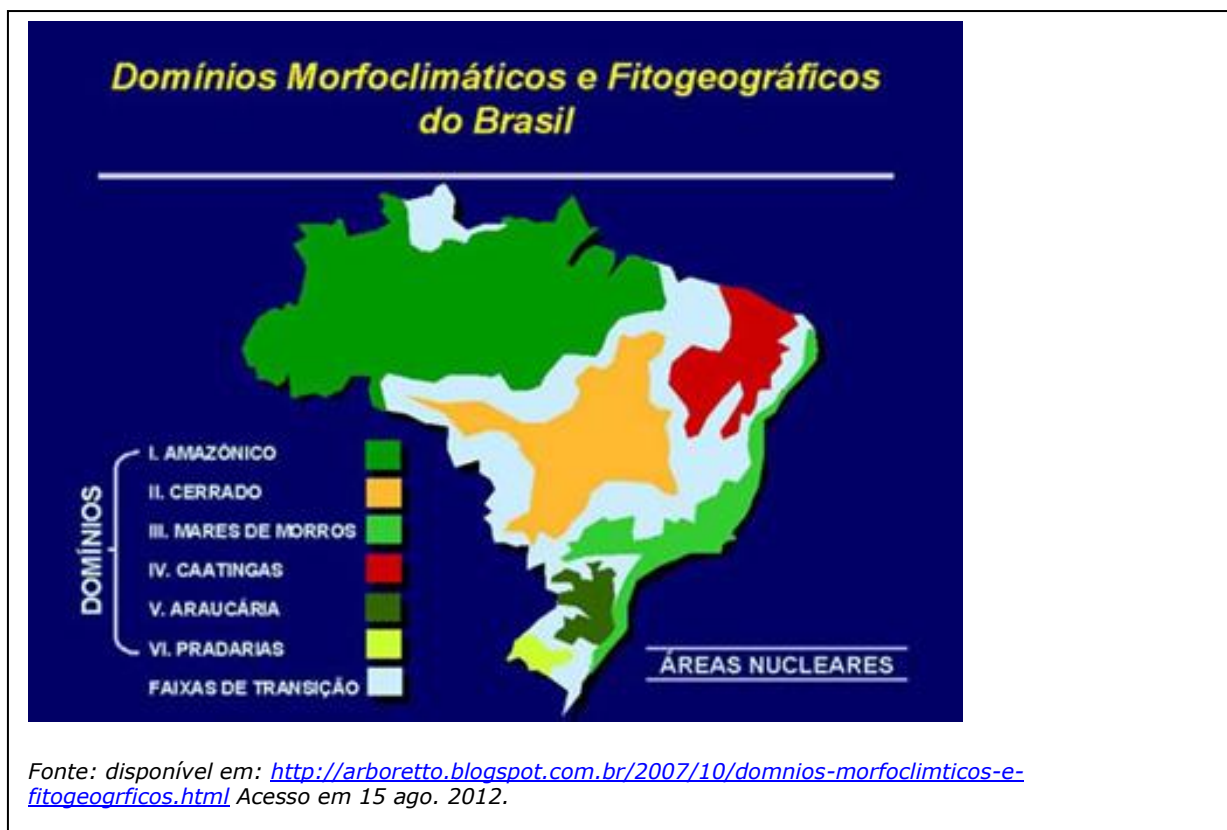 Domínios Morfoclimáticos e Fitogeográficos
do Brasil
DOMÍNIOS
I. AMAZÔNICO
II. CERRADO
III. MARES DE MORROS
IV. CAATINGAS
V. ARAUCÁRIA
VI. PRADARIAS
FAIXAS DE TRANSIÇÃO
ÁREAS NUCLEARES
Fonte: disponível em: http://arboretto.blogspot.com.br/2007/10/domnios-morfoclimticos-e-
fitogeogrficos.html Acesso em 15 ago. 2012.